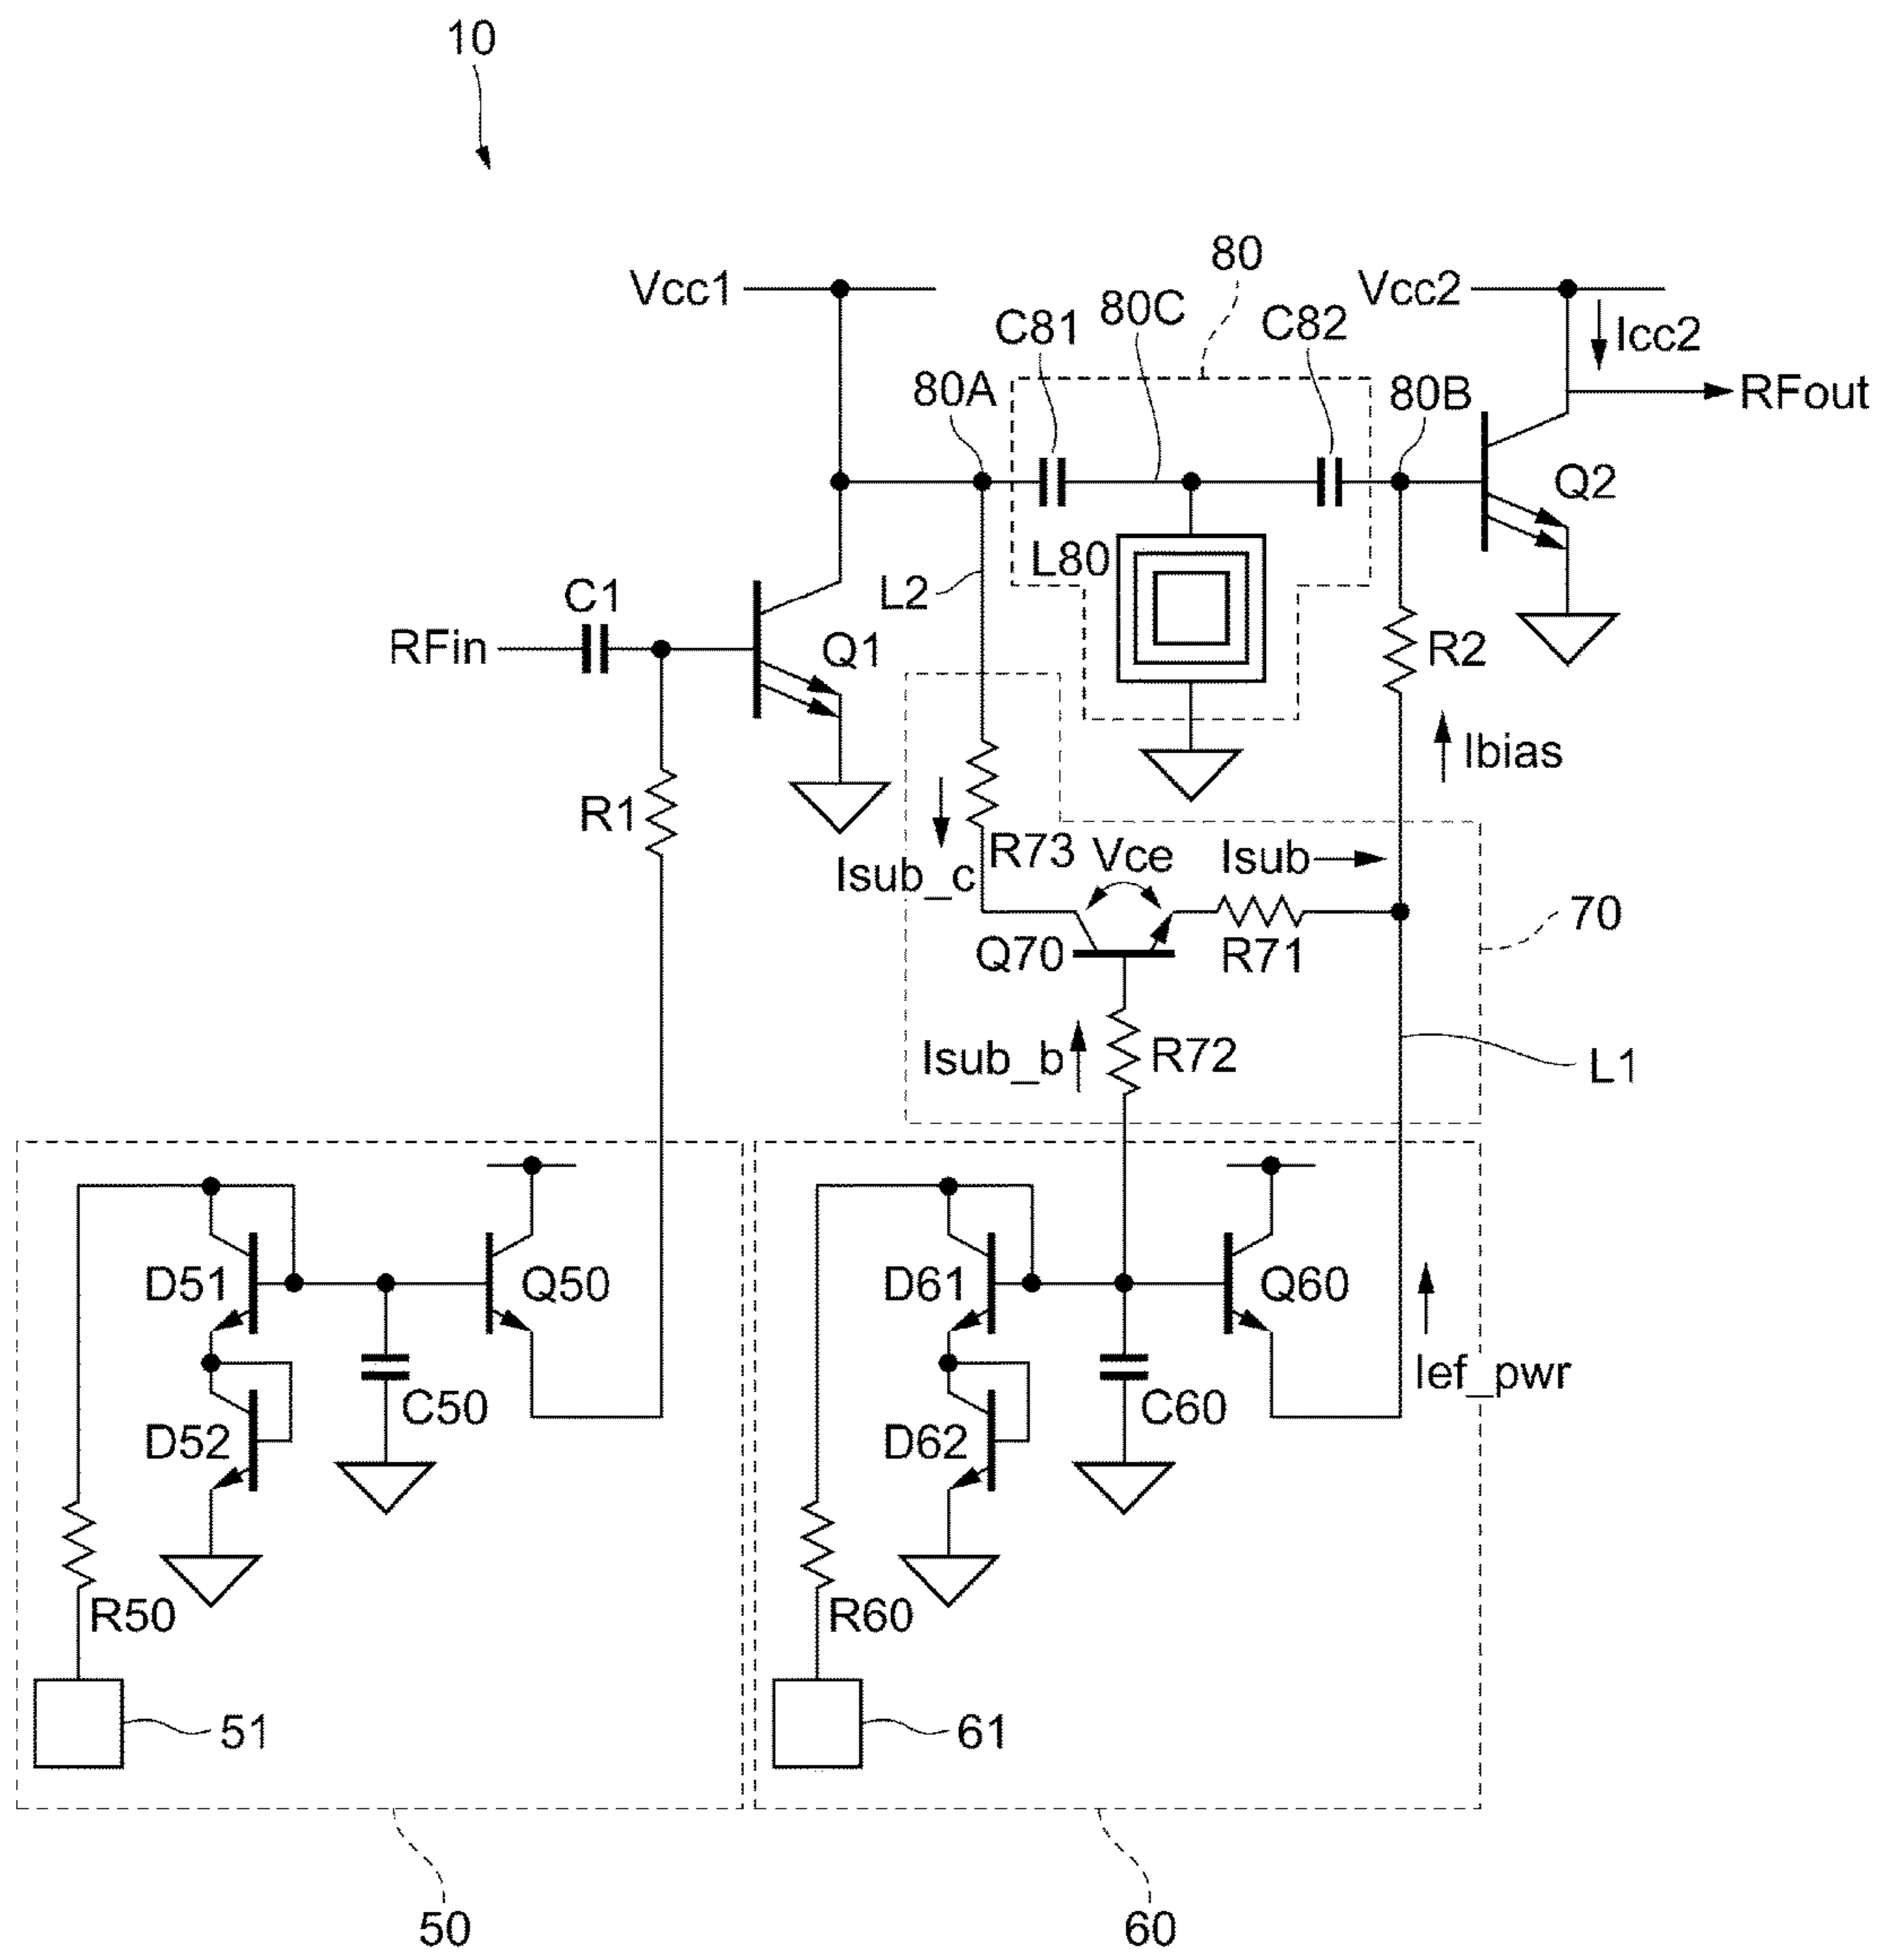 10
80
Vcc1
Vcc2
80C
C81
C82
Icc2
80A
80B
RFout
Q2
L80
L2
C1
RFin
Q1
R2
Ibias
R1
R73
Vce
Isub
Isub_c
70
Q70
R71
Isub_b
R72
L1
D51
Q50
D61
Q60
Ief_pwr
C50
C60
D52
D62
R50
R60
51
61
50
60